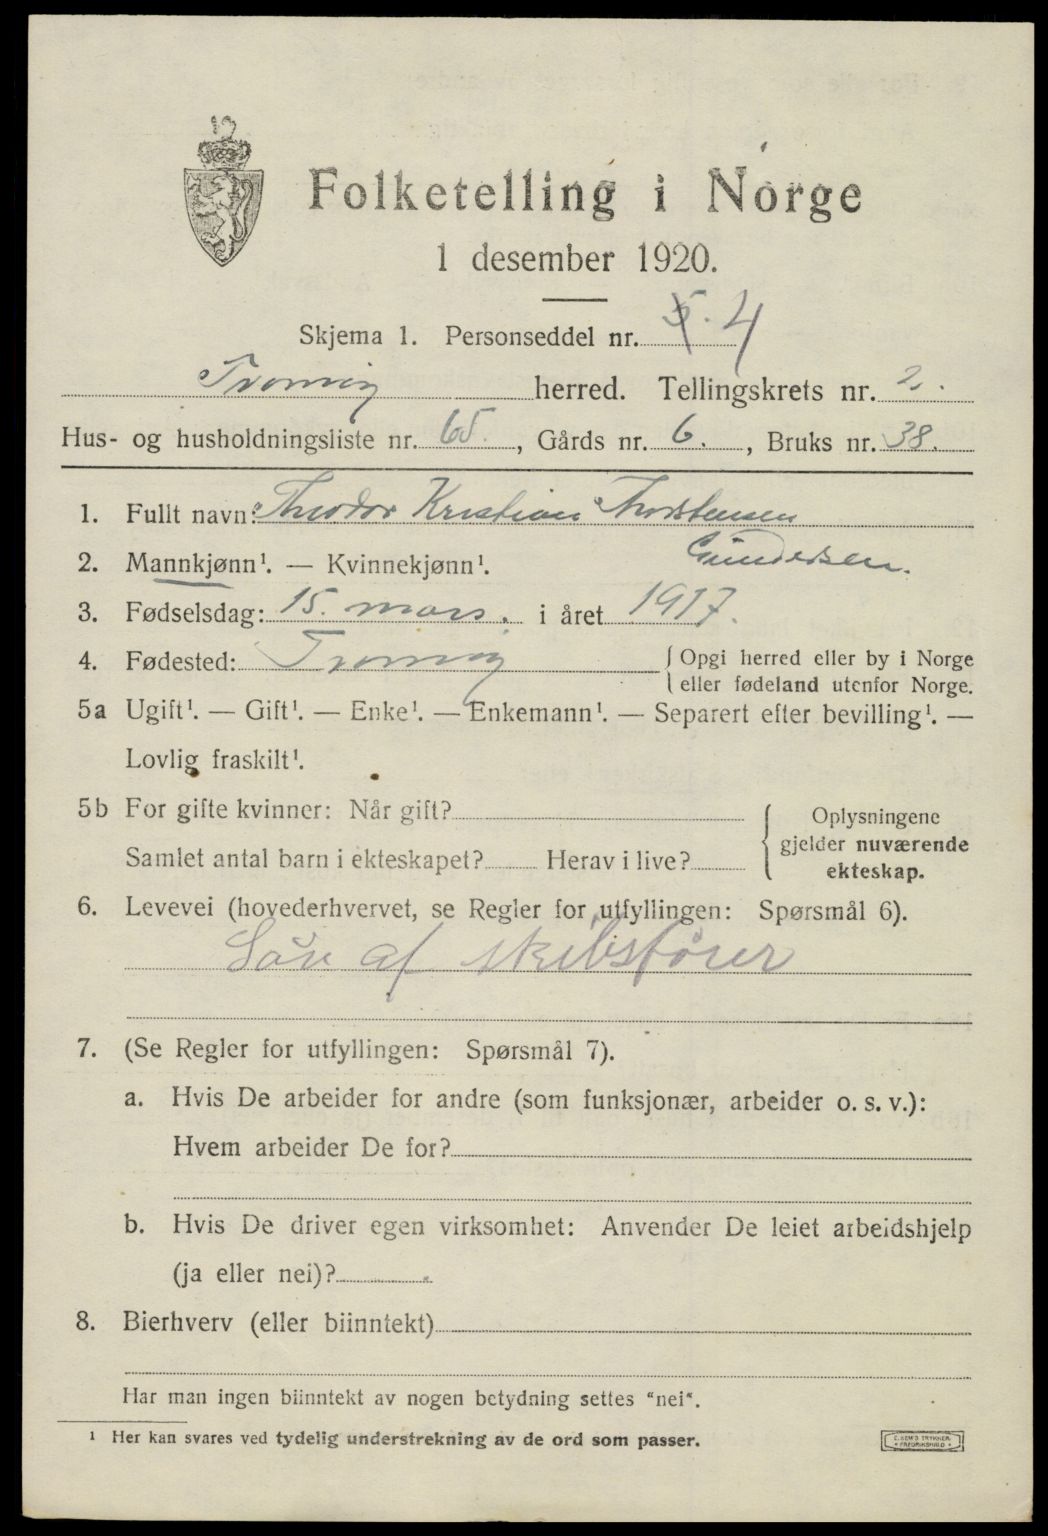 Folketelling i Norge
1 desember 1920.
Skjema 1. Personseddel nr. 5. 4
Tromøy herred. Tellingskrets nr. 2.
Hus- og husholdningsliste nr. 65. , Gårds nr. 6. , Bruks nr. 38.
1. Fullt navn: Theodor Kristian Thorstensen
Gundersen.
2. Mannkjønn¹. — Kvinnekjønn¹.
3. Fødselsdag: 15. mars. i året 1917.
4. Fødested: Tromøy { Opgi herred eller by i Norge
eller fødeland utenfor Norge.
5a Ugift¹. — Gift¹. — Enke¹. — Enkemann¹. — Separert efter bevilling¹. —
Lovlig fraskilt¹.
5b For gifte kvinner: Når gift?
Samlet antal barn i ekteskapet? Herav i live?
{ Oplysningene
gjelder nuværende
ekteskap.
6. Levevei (hovederhvervet, se Regler for utfyllingen: Spørsmål 6).
Søn af skibsfører
7. (Se Regler for utfyllingen: Spørsmål 7).
a. Hvis De arbeider for andre (som funksjonær, arbeider o. s. v.):
Hvem arbeider De for?
b. Hvis De driver egen virksomhet: Anvender De leiet arbeidshjelp
(ja eller nei)?
8. Bierhverv (eller biinntekt)
Har man ingen biinntekt av nogen betydning settes "nei".
¹ Her kan svares ved tydelig understrekning av de ord som passer.